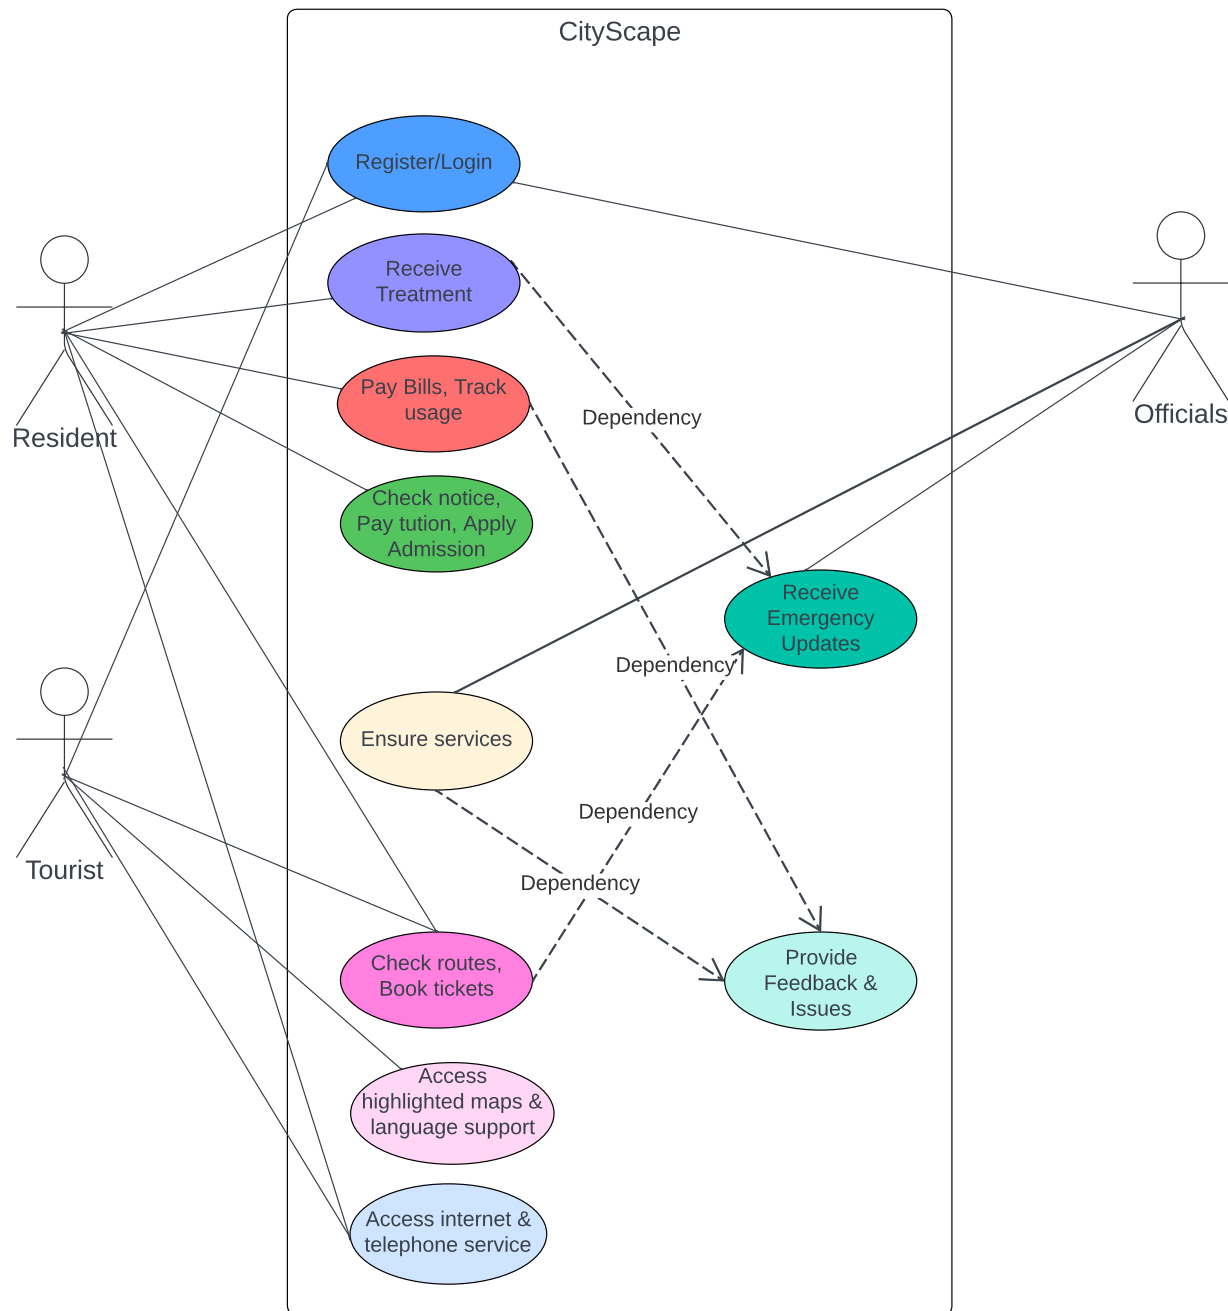 CityScape
Register/Login
Receive
Treatment
Pay Bills, Track
usage
Dependency
Resident
Officials
Check notice,
Pay tution, Apply
Admission
Receive
Emergency
Updates
Dependency
Ensure services
Dependency
Tourist
Dependency
Check routes,
Book tickets
Provide
Feedback &
Issues
Access
highlighted maps &
language support
Access internet &
telephone service